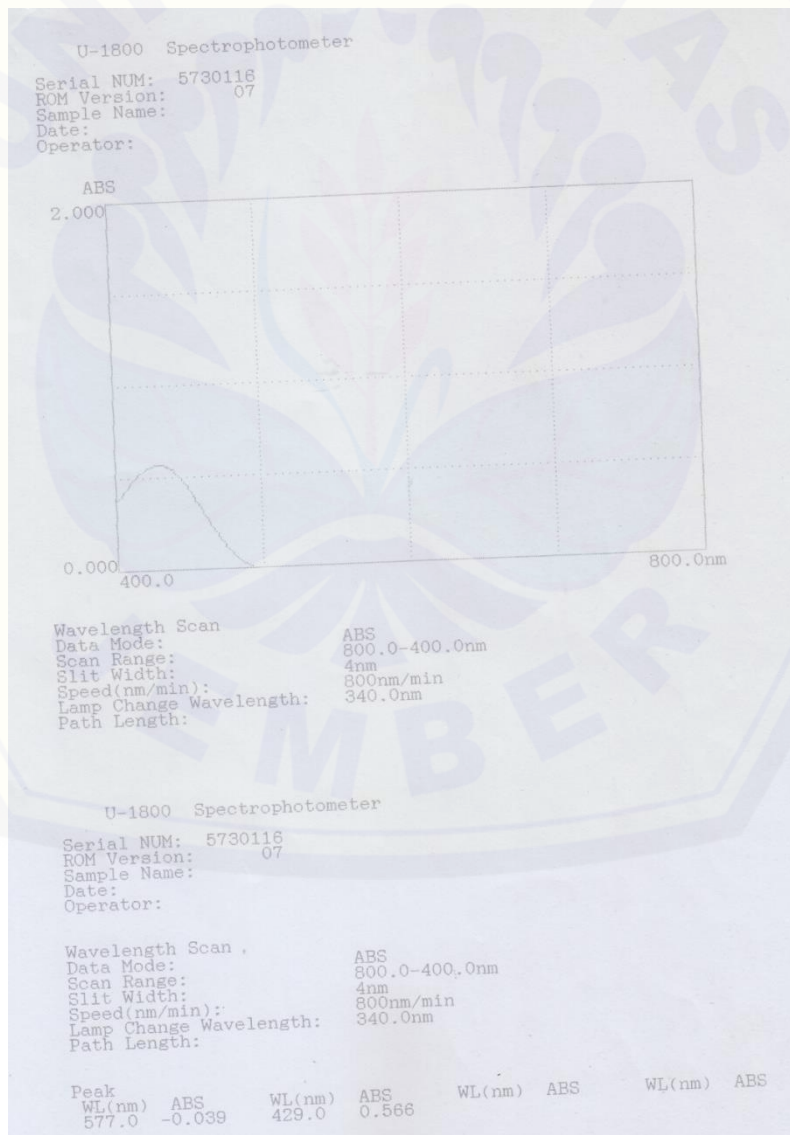 U-1800 Spectrophotometer
Serial NUM: 5730116
ROM Version: 07
Sample Name:
Date:
Operator:
ABS
2.000
0.000
400.0
800.0nm
Wavelength Scan
Data Mode: ABS
Scan Range: 800.0-400.0nm
Slit Width: 4nm
Speed(nm/min): 800nm/min
Lamp Change Wavelength: 340.0nm
Path Length:
U-1800 Spectrophotometer
Serial NUM: 5730116
ROM Version: 07
Sample Name:
Date:
Operator:
Wavelength Scan
Data Mode: ABS
Scan Range: 800.0-400.0nm
Slit Width: 4nm
Speed(nm/min): 800nm/min
Lamp Change Wavelength: 340.0nm
Path Length:
Peak
WL(nm) ABS WL(nm) ABS WL(nm) ABS WL(nm) ABS
577.0 -0.039 429.0 0.566